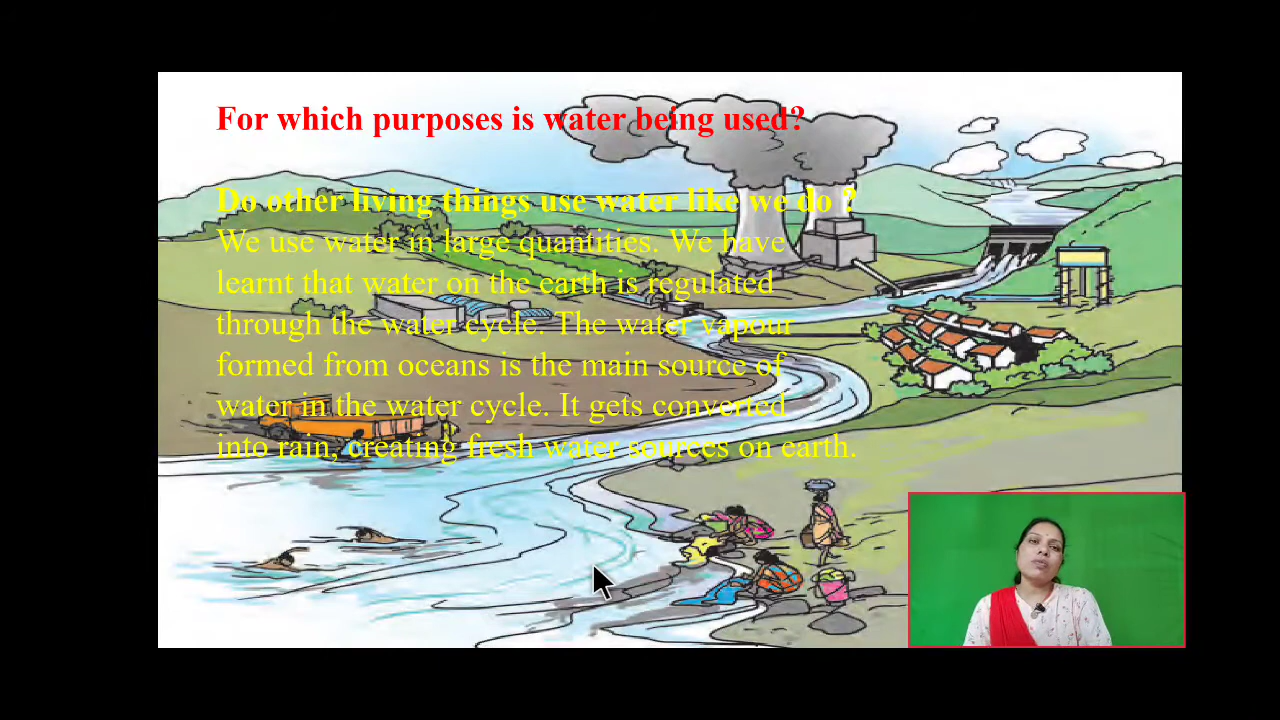 For which purposes is water being used?
Do other living things use water like we do ?
We use water in large quantities. We have
learnt that water on the earth is regulated
through the water cycle. The water vapour
formed from oceans is the main source of
water in the water cycle. It gets converted
into rain, creating fresh water sources on earth.